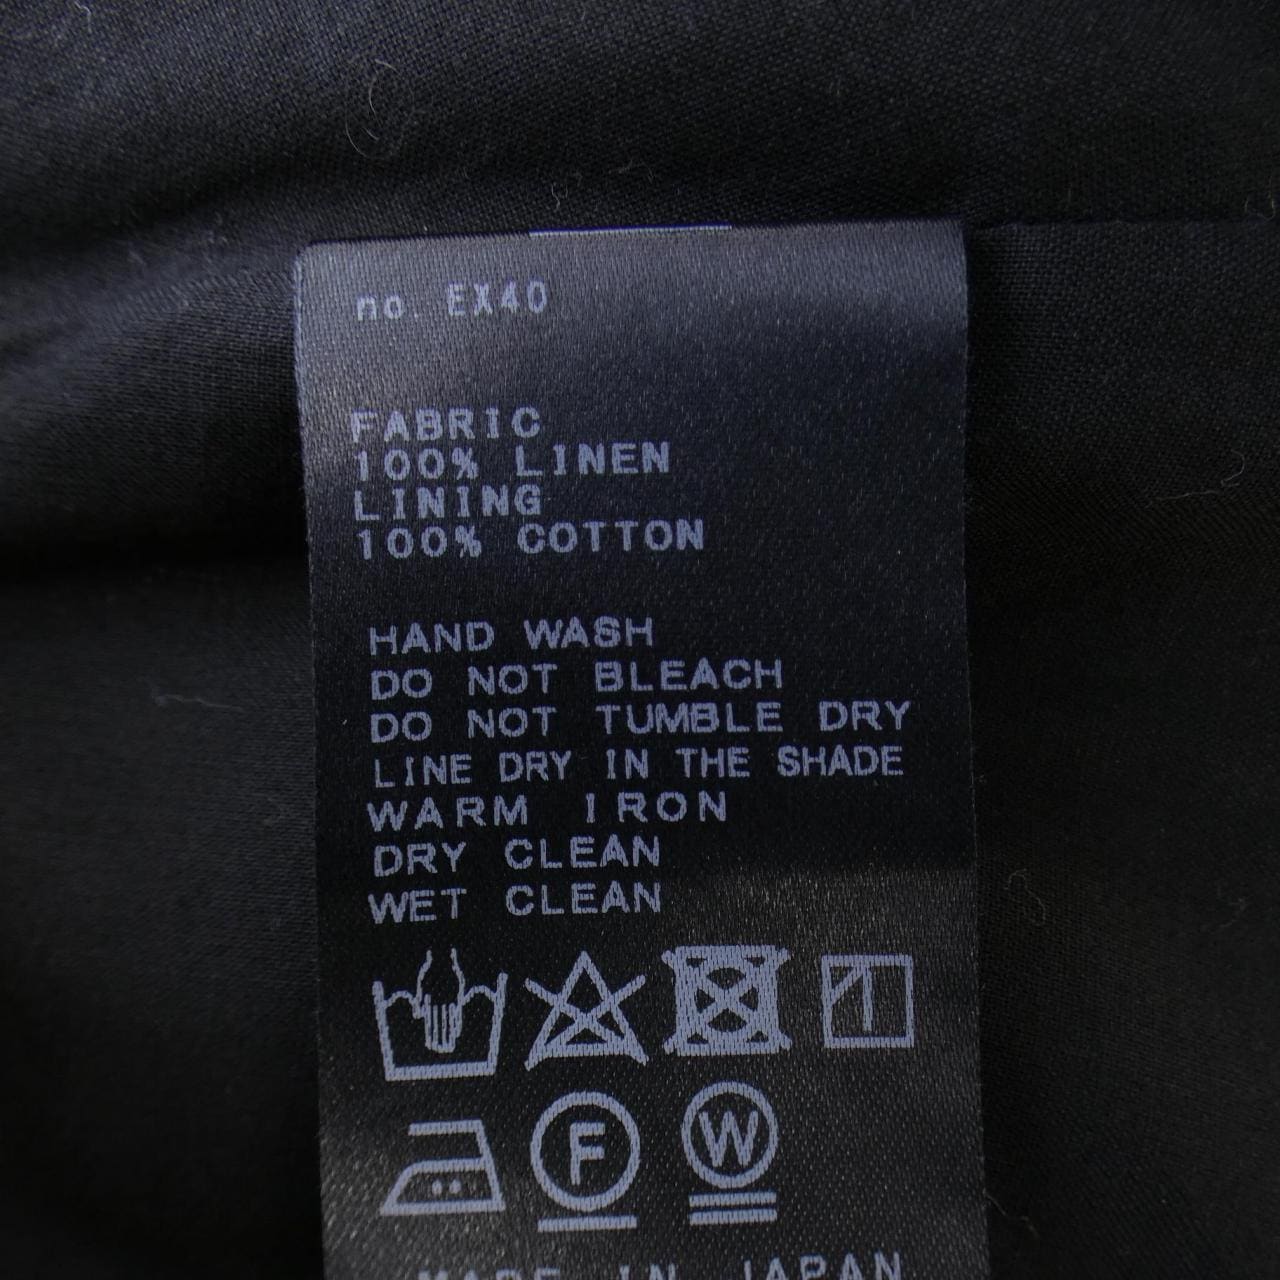 no. EX40
FABRIC
100% LINEN
LINING
100% COTTON
HAND WASH
DO NOT BLEACH
DO NOT TUMBLE DRY
LINE DRY IN THE SHADE
WARM IRON
DRY CLEAN
WET CLEAN
F W
MADE IN JAPAN